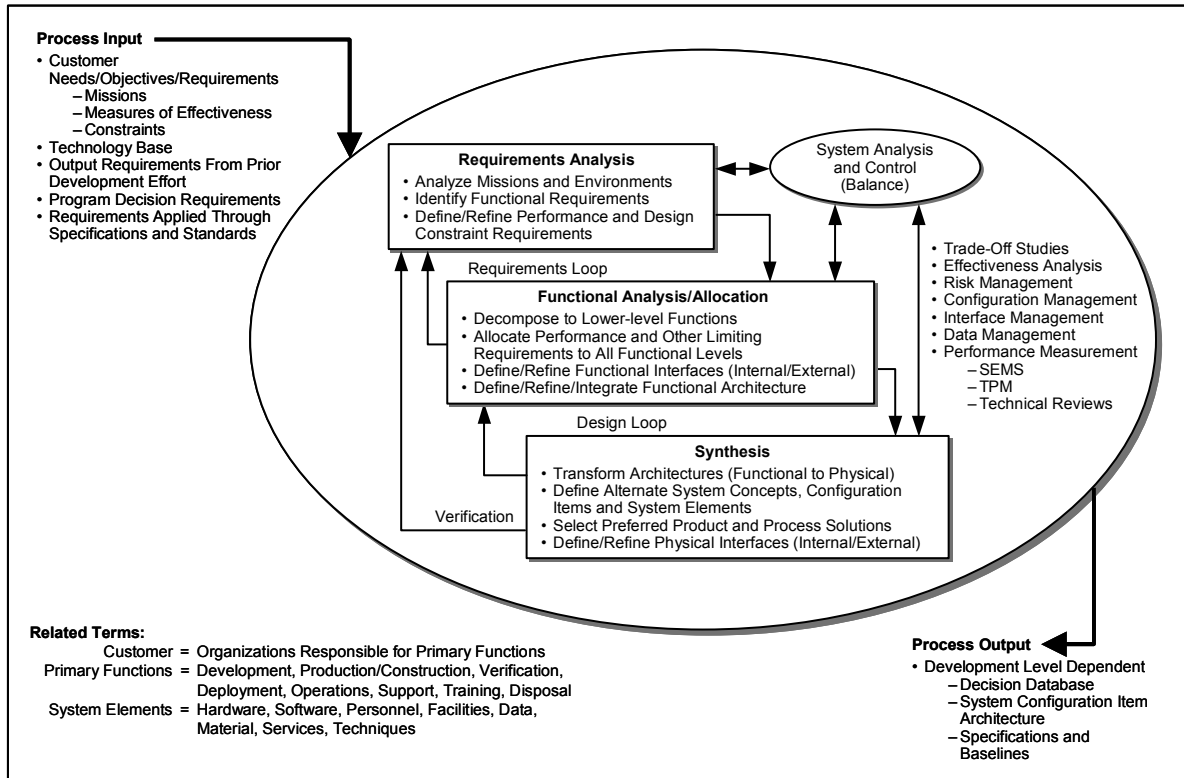 Process Input
• Customer
Needs/Objectives/Requirements
– Missions
– Measures of Effectiveness
– Constraints
• Technology Base
• Output Requirements From Prior
Development Effort
• Program Decision Requirements
• Requirements Applied Through
Specifications and Standards
Requirements Analysis
• Analyze Missions and Environments
• Identify Functional Requirements
• Define/Refine Performance and Design
Constraint Requirements
System Analysis
and Control
(Balance)
Requirements Loop
Functional Analysis/Allocation
• Decompose to Lower-level Functions
• Allocate Performance and Other Limiting
Requirements to All Functional Levels
• Define/Refine Functional Interfaces (Internal/External)
• Define/Refine/Integrate Functional Architecture
• Trade-Off Studies
• Effectiveness Analysis
• Risk Management
• Configuration Management
• Interface Management
• Data Management
• Performance Measurement
– SEMS
– TPM
– Technical Reviews
Design Loop
Synthesis
• Transform Architectures (Functional to Physical)
• Define Alternate System Concepts, Configuration
Items and System Elements
• Select Preferred Product and Process Solutions
• Define/Refine Physical Interfaces (Internal/External)
Verification
Related Terms:
Customer = Organizations Responsible for Primary Functions
Primary Functions = Development, Production/Construction, Verification,
Deployment, Operations, Support, Training, Disposal
System Elements = Hardware, Software, Personnel, Facilities, Data,
Material, Services, Techniques
Process Output
• Development Level Dependent
– Decision Database
– System Configuration Item
Architecture
– Specifications and
Baselines